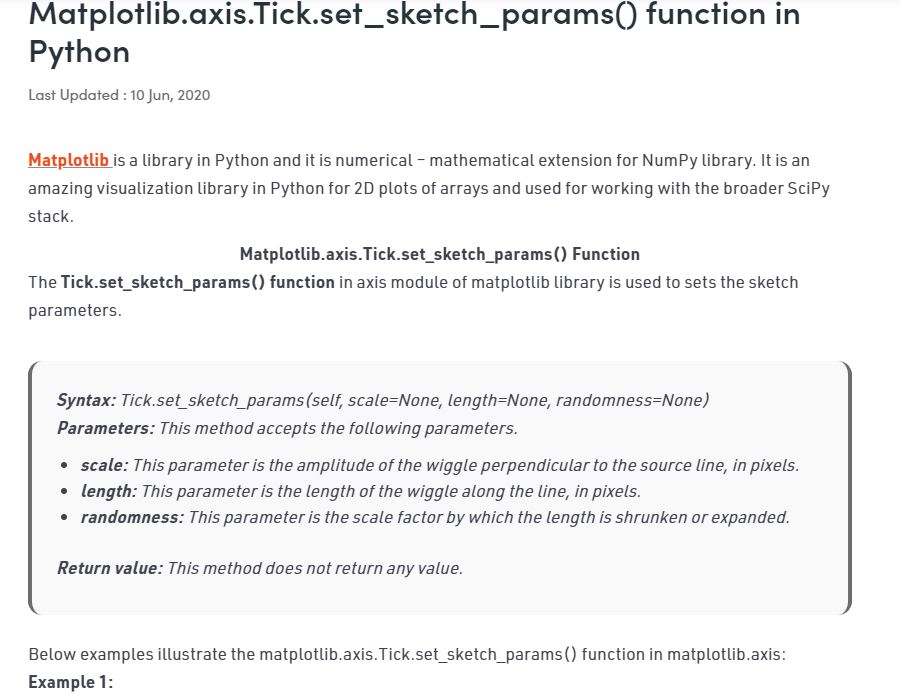 Matplotlib.axis.Tick.set_sketch_params() function in
Python
Last Updated : 10 Jun, 2020
Matplotlib is a library in Python and it is numerical – mathematical extension for NumPy library. It is an
amazing visualization library in Python for 2D plots of arrays and used for working with the broader SciPy
stack.
Matplotlib.axis.Tick.set_sketch_params() Function
The Tick.set_sketch_params() function in axis module of matplotlib library is used to sets the sketch
parameters.
Syntax: Tick.set_sketch_params(self, scale=None, length=None, randomness=None)
Parameters: This method accepts the following parameters.
• scale: This parameter is the amplitude of the wiggle perpendicular to the source line, in pixels.
• length: This parameter is the length of the wiggle along the line, in pixels.
• randomness: This parameter is the scale factor by which the length is shrunken or expanded.
Return value: This method does not return any value.
Below examples illustrate the matplotlib.axis.Tick.set_sketch_params() function in matplotlib.axis:
Example 1: